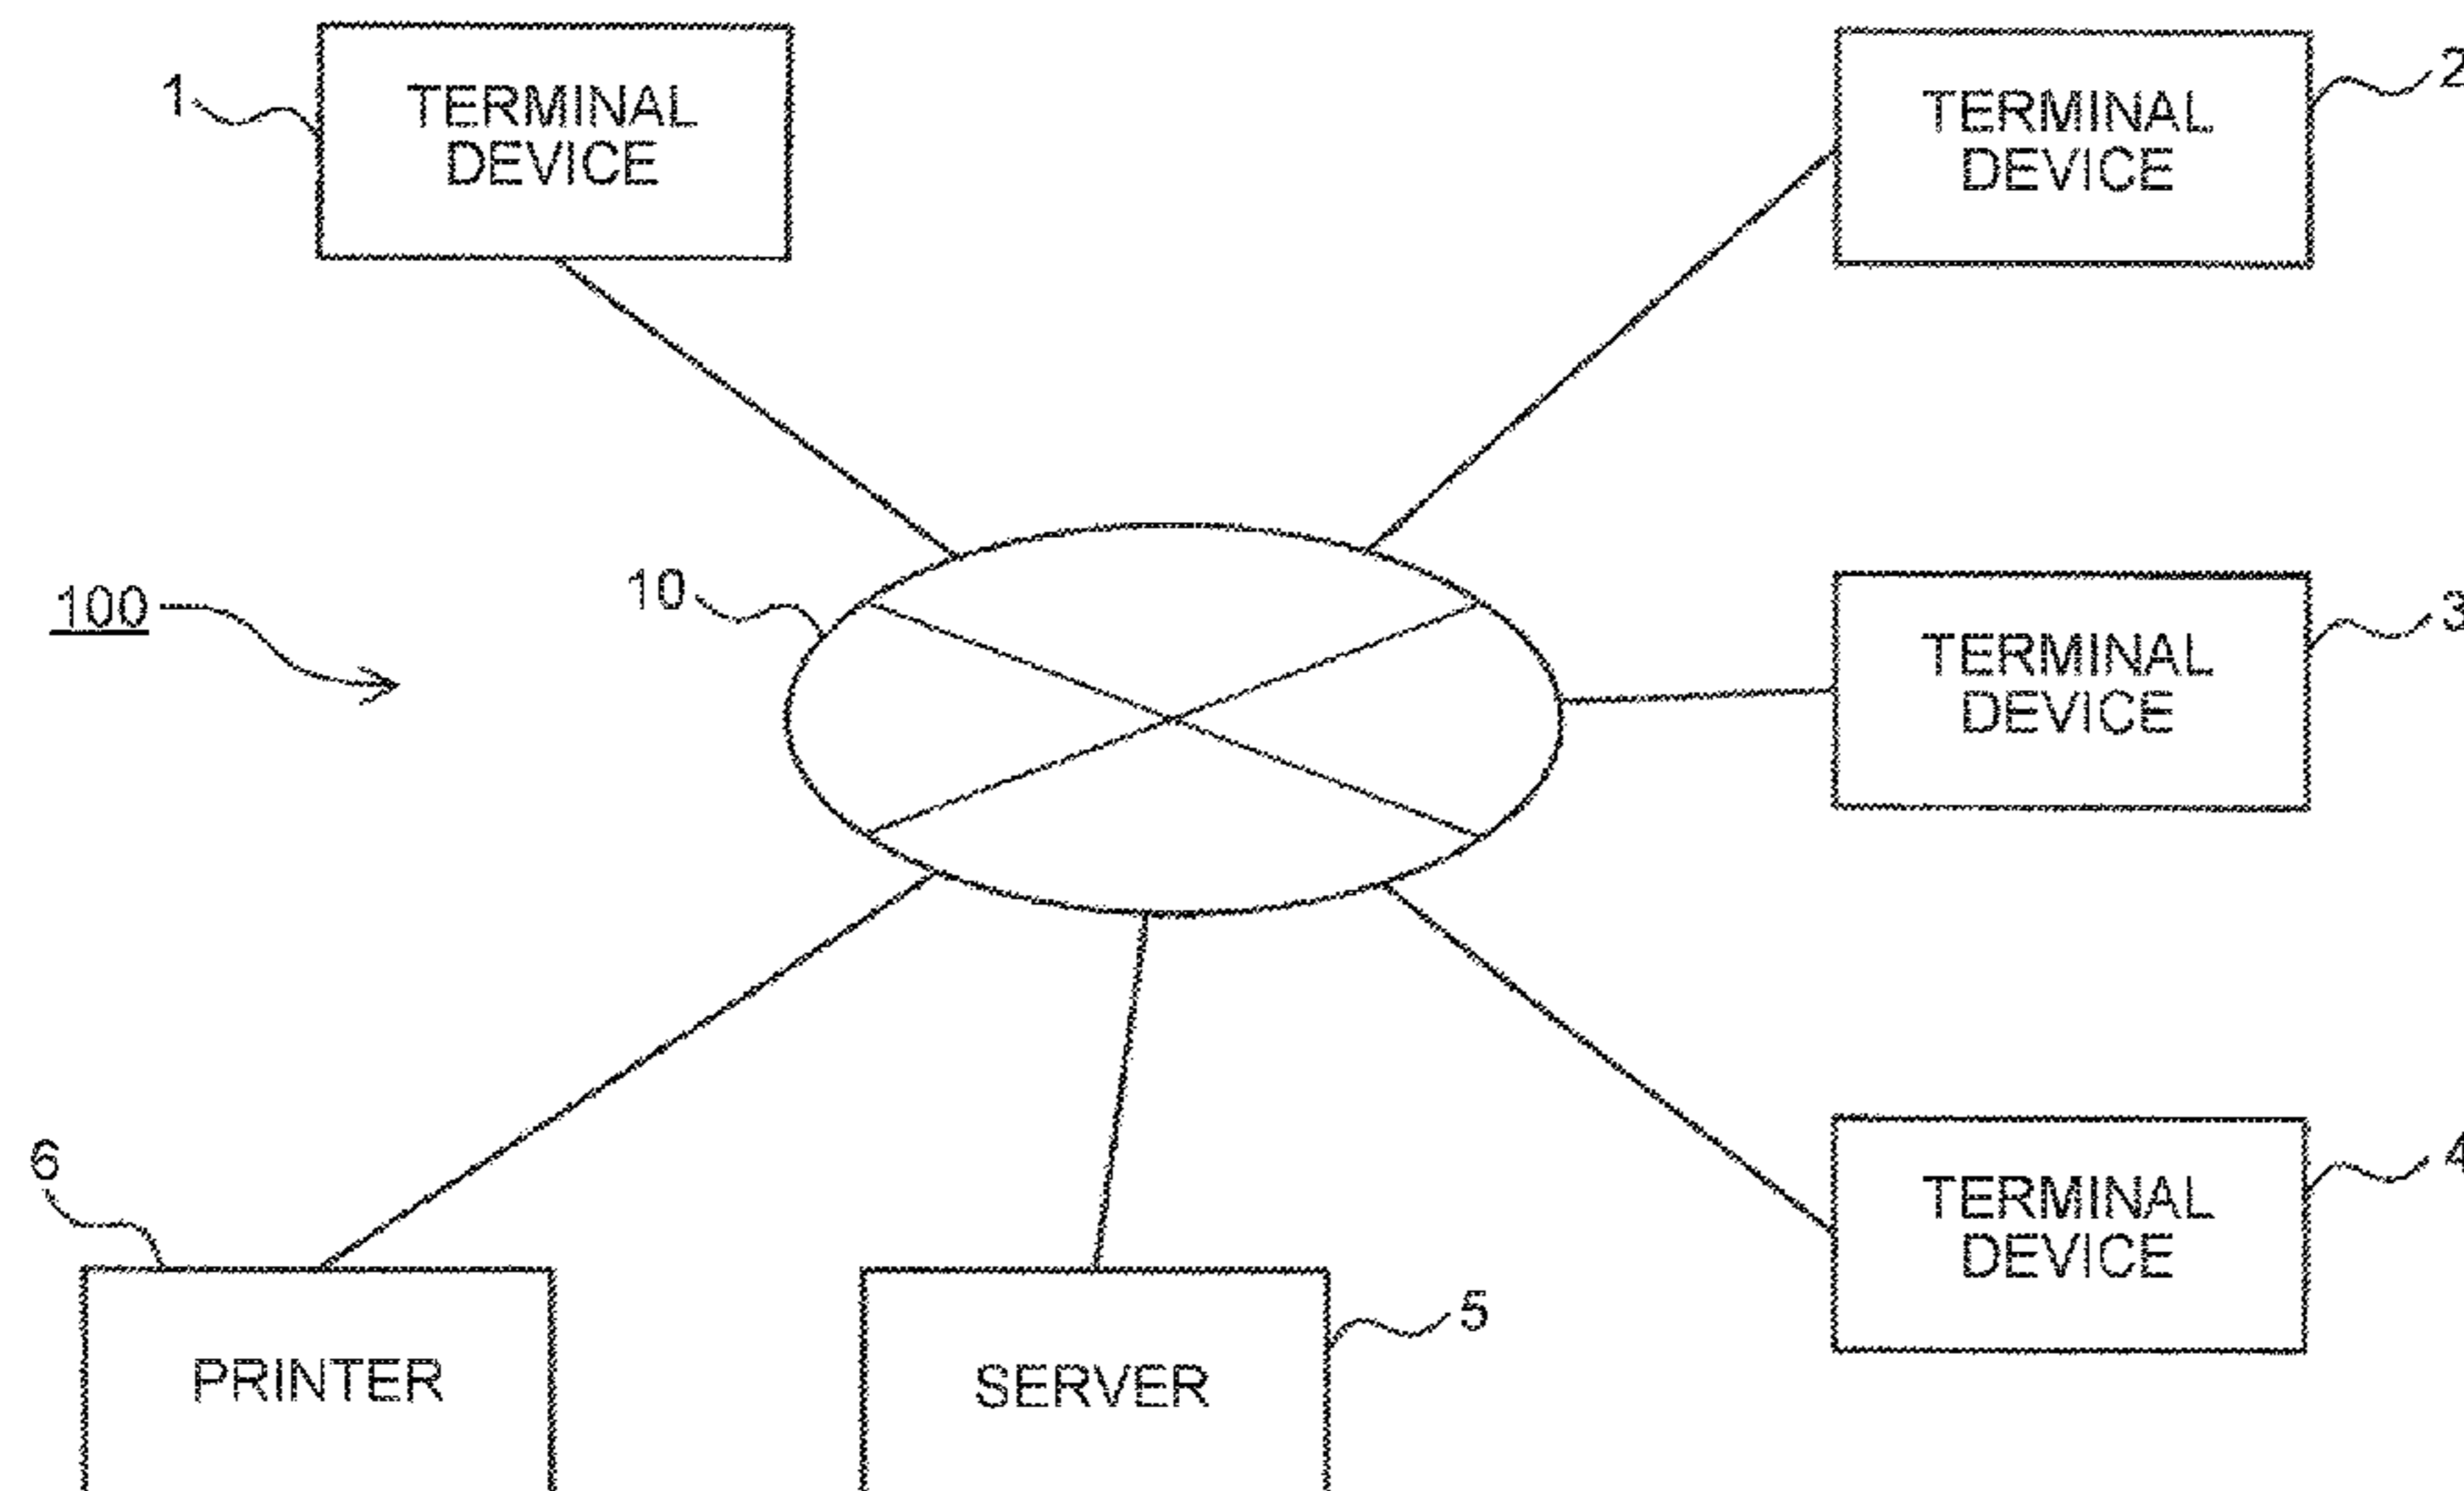 1
TERMINAL
DEVICE
TERMINAL
DEVICE
2
100
10
TERMINAL
DEVICE
3
6
PRINTER
SERVER
5
TERMINAL
DEVICE
4